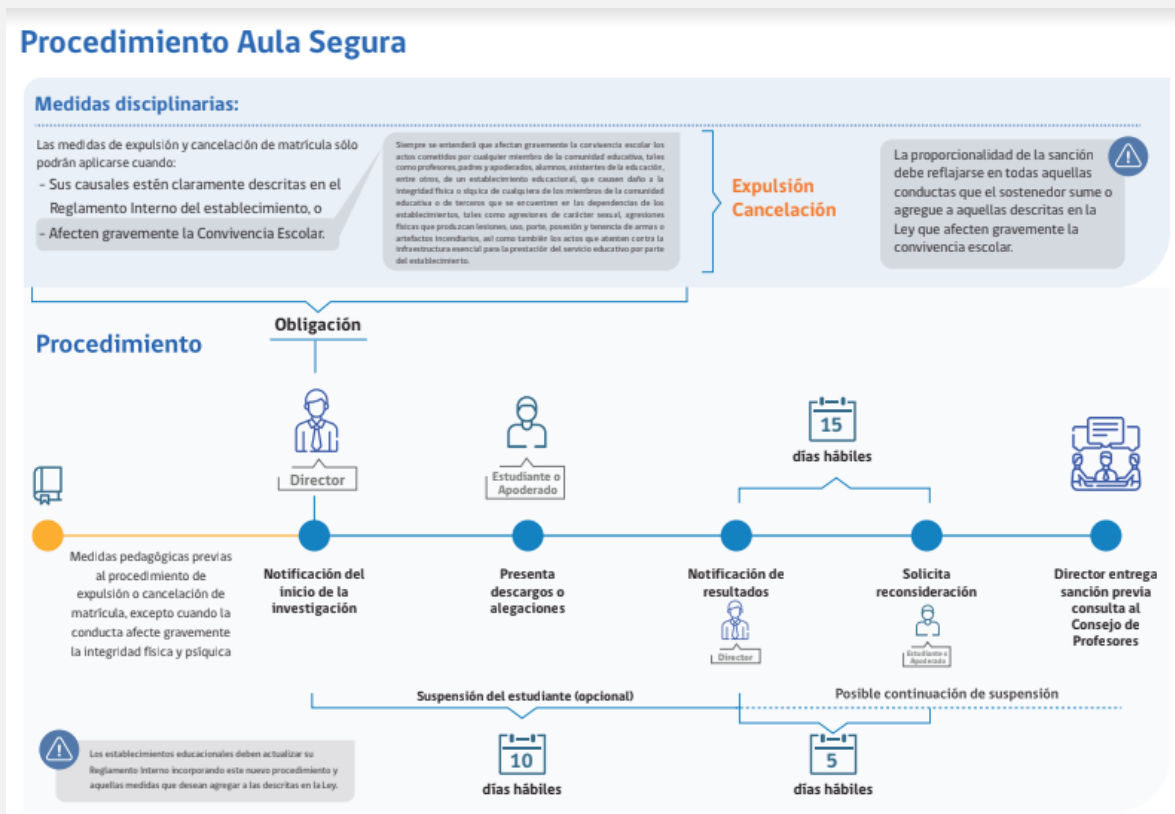 Procedimiento Aula Segura
Medidas disciplinarias:
Las medidas de expulsión y cancelación de matrícula sólo
podrán aplicarse cuando:
- Sus causales estén claramente descritas en el
Reglamento Interno del establecimiento, o
- Afecten gravemente la Convivencia Escolar.
Siempre se entenderá que afectan gravemente la convivencia escolar los
actos cometidos por cualquier miembro de la comunidad educativa, tales
como profesores, padres y apoderados, alumnos, asistentes de la educación,
entre otros, de un establecimiento educacional, que causen daño a la
integridad física o síquica de cualquiera de los miembros de la comunidad
educativa o de terceros que se encuentren en las dependencias de los
establecimientos, tales como agresiones de carácter sexual, agresiones
físicas que produzcan lesiones, uso, porte, posesión y tenencia de armas o
artefactos incendiarios, así como también los actos que atenten contra la
infraestructura esencial para la prestación del servicio educativo por parte
del establecimiento.
Expulsión
Cancelación
La proporcionalidad de la sanción
debe reflajarse en todas aquellas
conductas que el sostenedor sume o
agregue a aquellas descritas en la
Ley que afecten gravemente la
convivencia escolar.
Procedimiento
Obligación
Director
Estudiante o
Apoderado
15
días hábiles
Medidas pedagógicas previas
al procedimiento de
expulsión o cancelación de
matrícula, excepto cuando la
conducta afecte gravemente
la integridad física y psíquica
Notificación del
inicio de la
investigación
Presenta
descargos o
alegaciones
Notificación de
resultados
Director
Solicita
reconsideración
Estudiante o
Apoderado
Director entrega
sanción previa
consulta al
Consejo de
Profesores
Suspensión del estudiante (opcional)
Posible continuación de suspensión
10
días hábiles
5
días hábiles
Los establecimientos educacionales deben actualizar su
Reglamento Interno incorporando este nuevo procedimiento y
aquellas medidas que desean agregar a las descritas en la Ley.